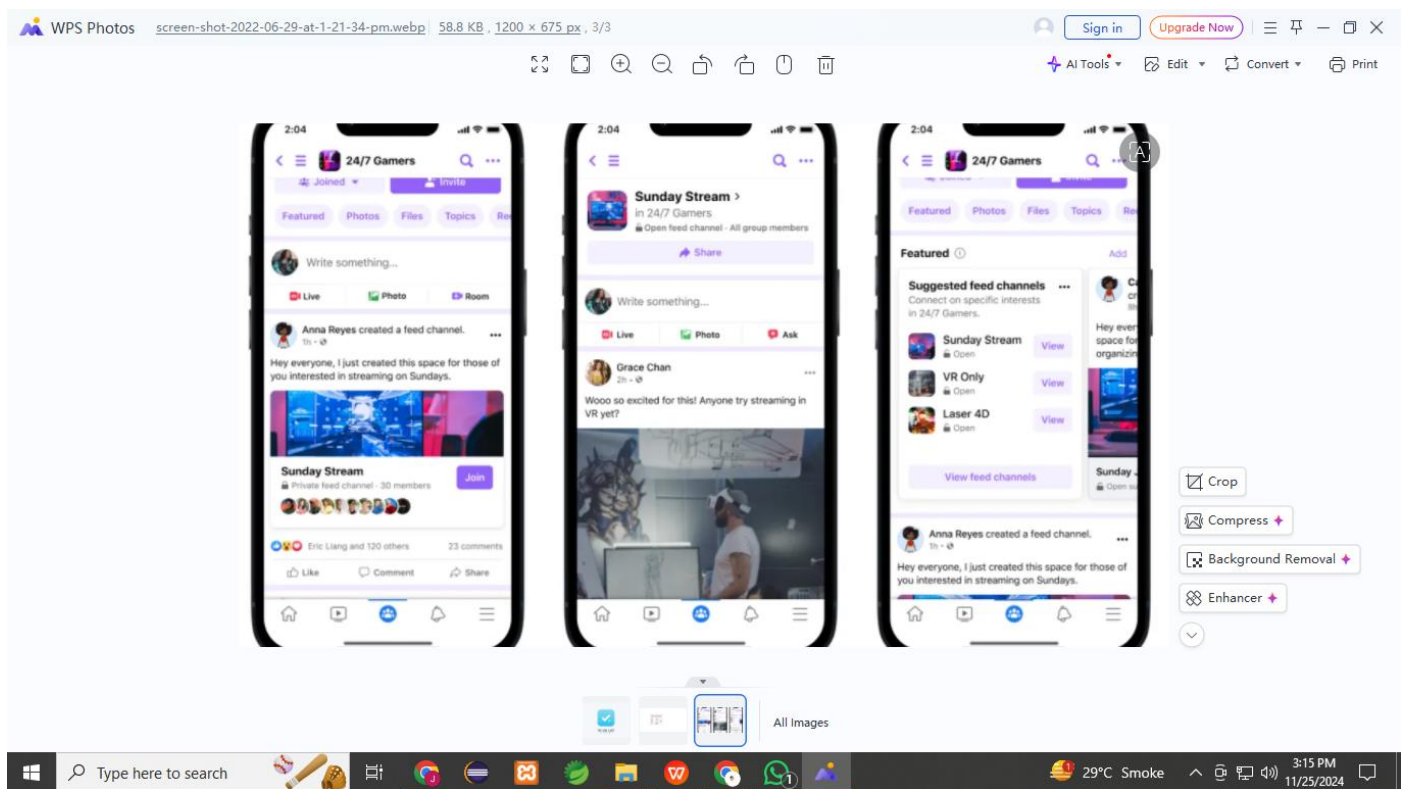 WPS Photos screen-shot-2022-06-29-at-1-21-34-pm.webp 58.8 KB , 1200 × 675 px , 3/3
Sign in
Upgrade Now
AI Tools
Edit
Convert
Print
2:04
24/7 Gamers
Joined
Invite
Featured Photos Files Topics
Write something...
Live Photo Room
Anna Reyes created a feed channel.
1h
Hey everyone, I just created this space for those of
you interested in streaming on Sundays.
Sunday Stream
Private feed channel · 30 members
Join
Eric Liang and 120 others 23 comments
Like Comment Share
2:04
Sunday Stream >
in 24/7 Gamers
Open feed channel · All group members
Share
Write something...
Live Photo Ask
Grace Chan
2h
Wooo so excited for this! Anyone try streaming in
VR yet?
2:04
24/7 Gamers
A
Featured Photos Files Topics
Featured Add
Suggested feed channels
Connect on specific interests
in 24/7 Gamers.
Sunday Stream
Open
View
VR Only
Open
View
Laser 4D
Open
View
View feed channels
Hey ever
space for
organizin
Sunday
Anna Reyes created a feed channel.
1h
Hey everyone, I just created this space for those of
you interested in streaming on Sundays.
Crop
Compress
Background Removal
Enhancer
All Images
Type here to search
1
29°C Smoke
3:15 PM
11/25/2024